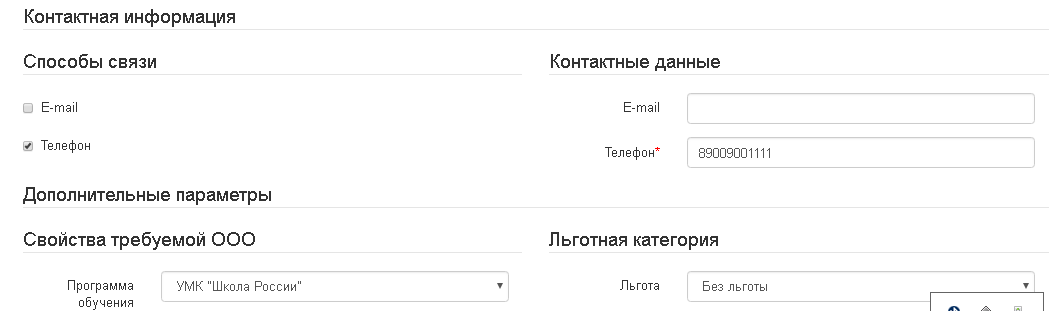 Контактная информация
Способы связи
Контактные данные
E-mail
E-mail
Телефон
Телефон*
89009001111
Дополнительные параметры
Свойства требуемой ООО
Льготная категория
Программа
обучения
УМК "Школа России"
Льгота
Без льготы